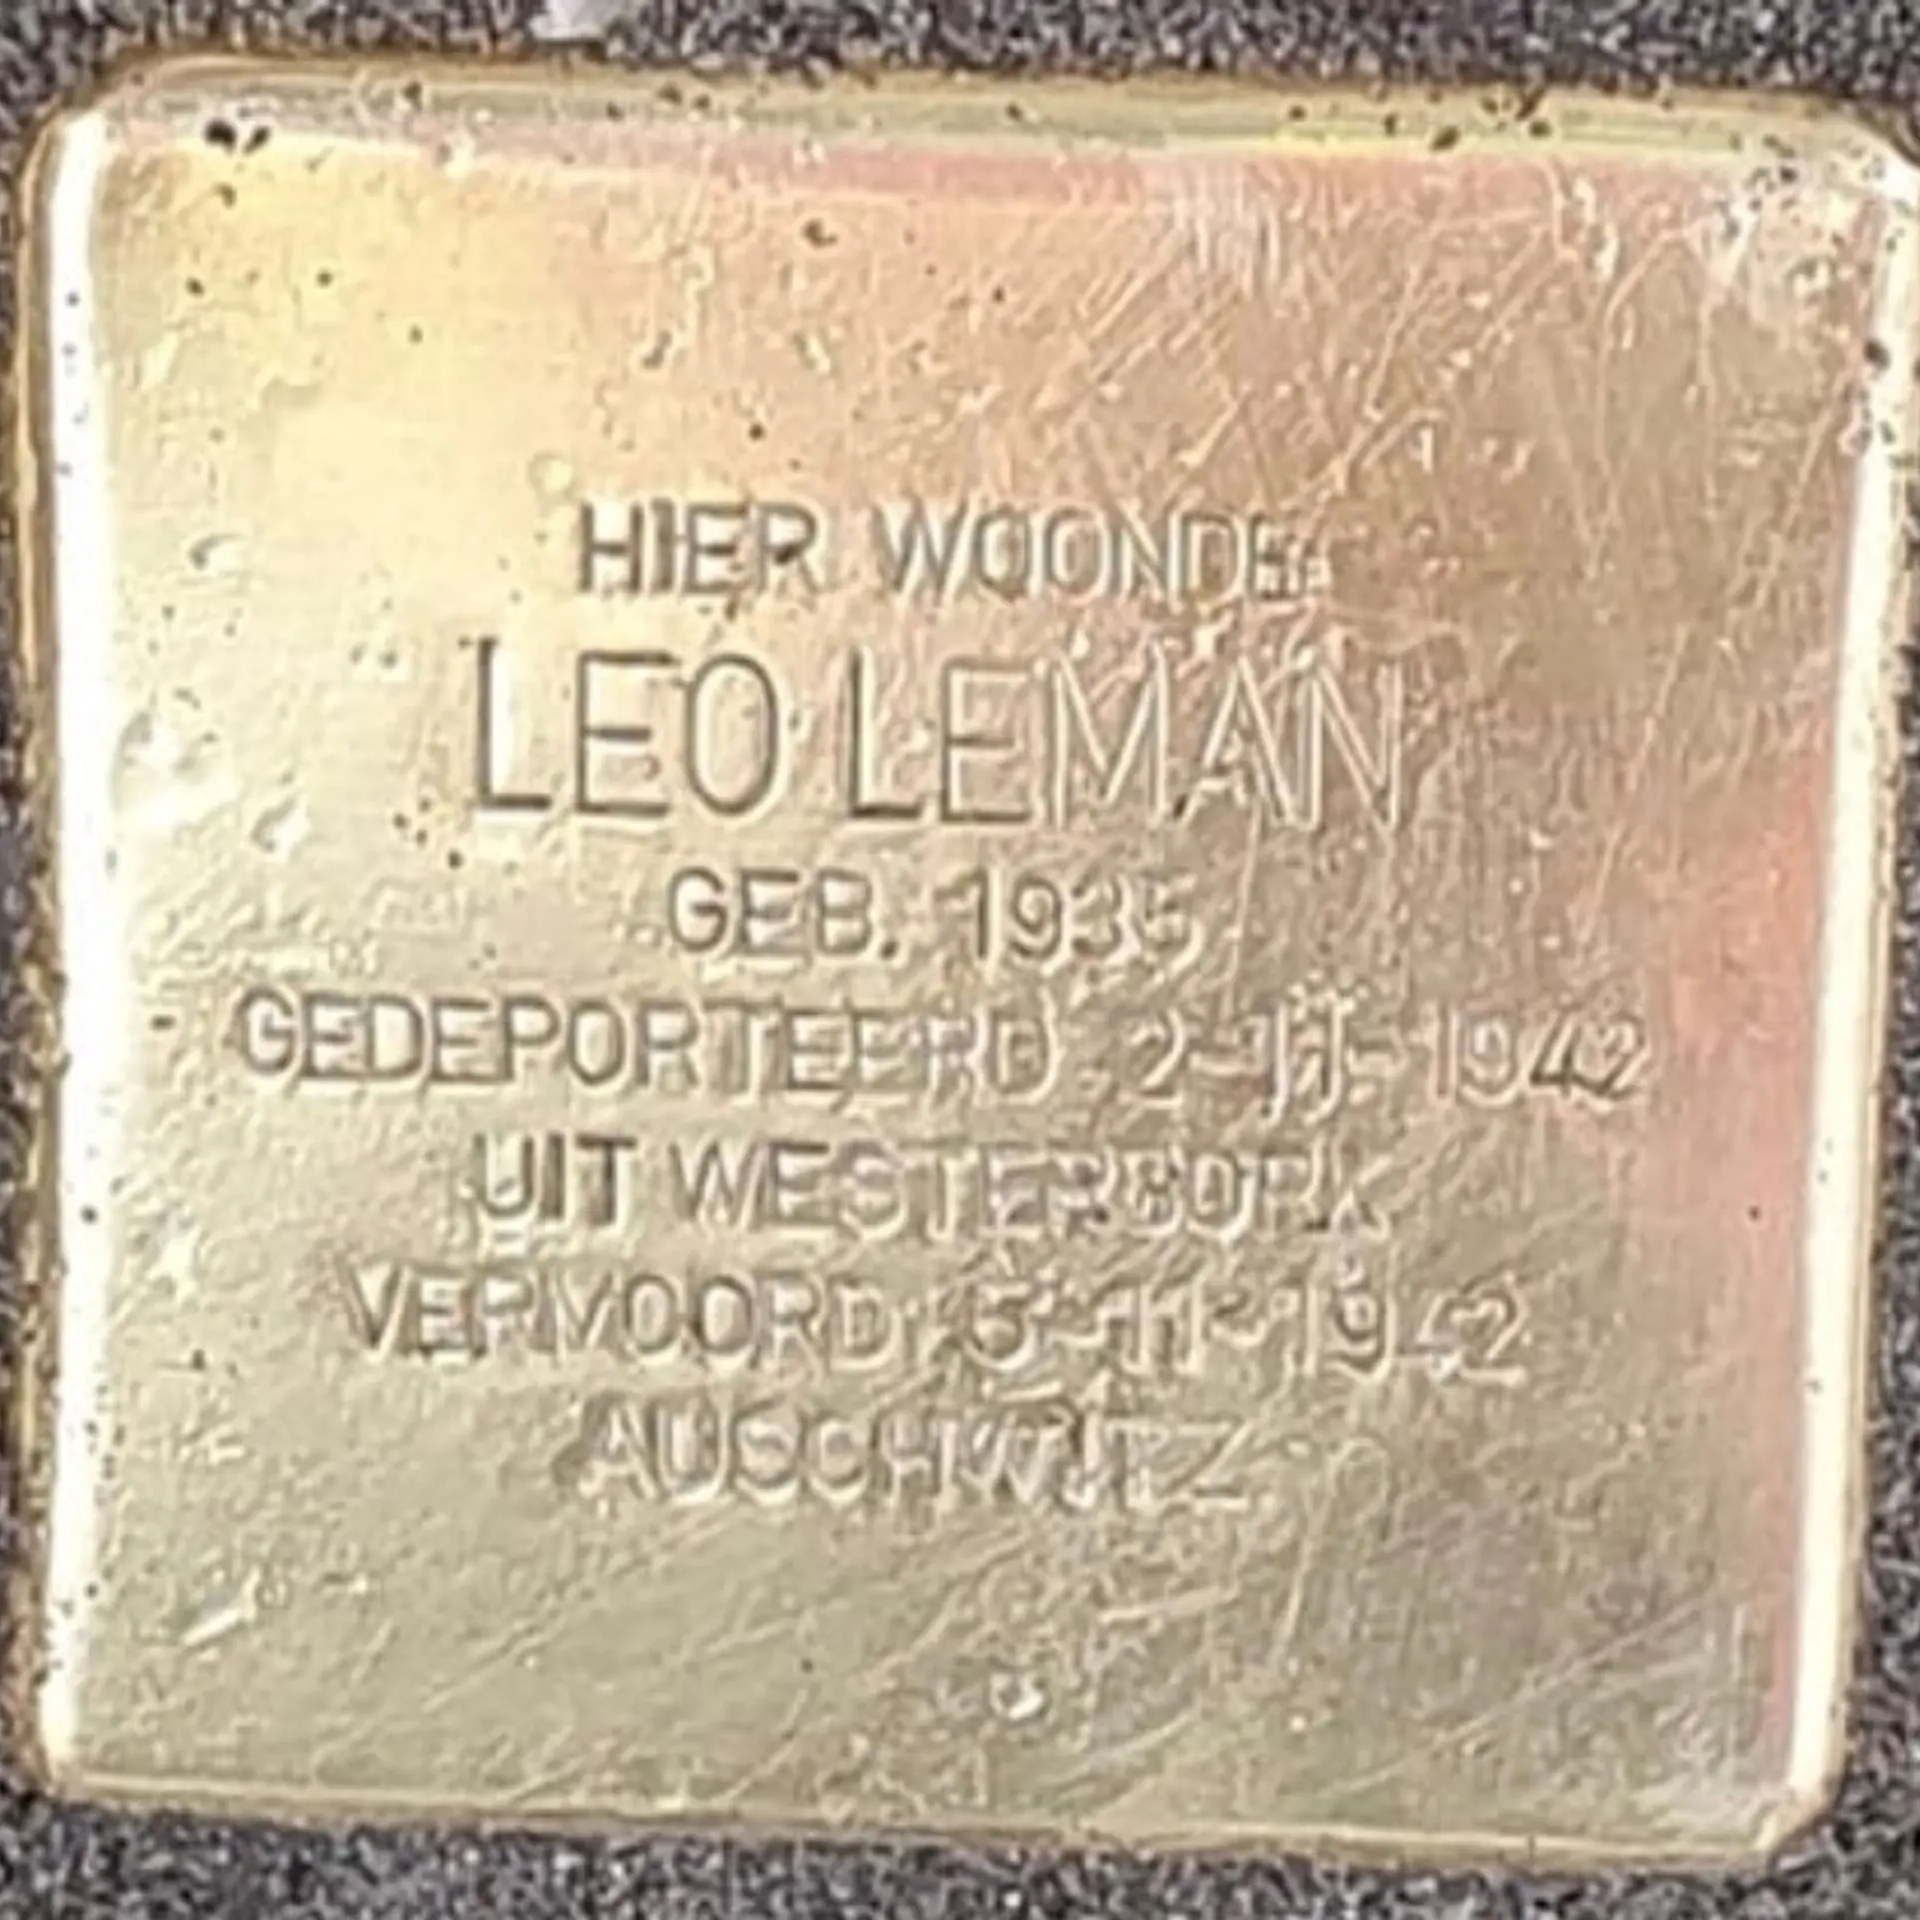 HIER WOONDE
LEO LEMAN
GEB. 1935
GEDEPORTEERD 2-11-1942
UIT WESTERBORK
VERMOORD 5-11-1942
AUSCHWITZ